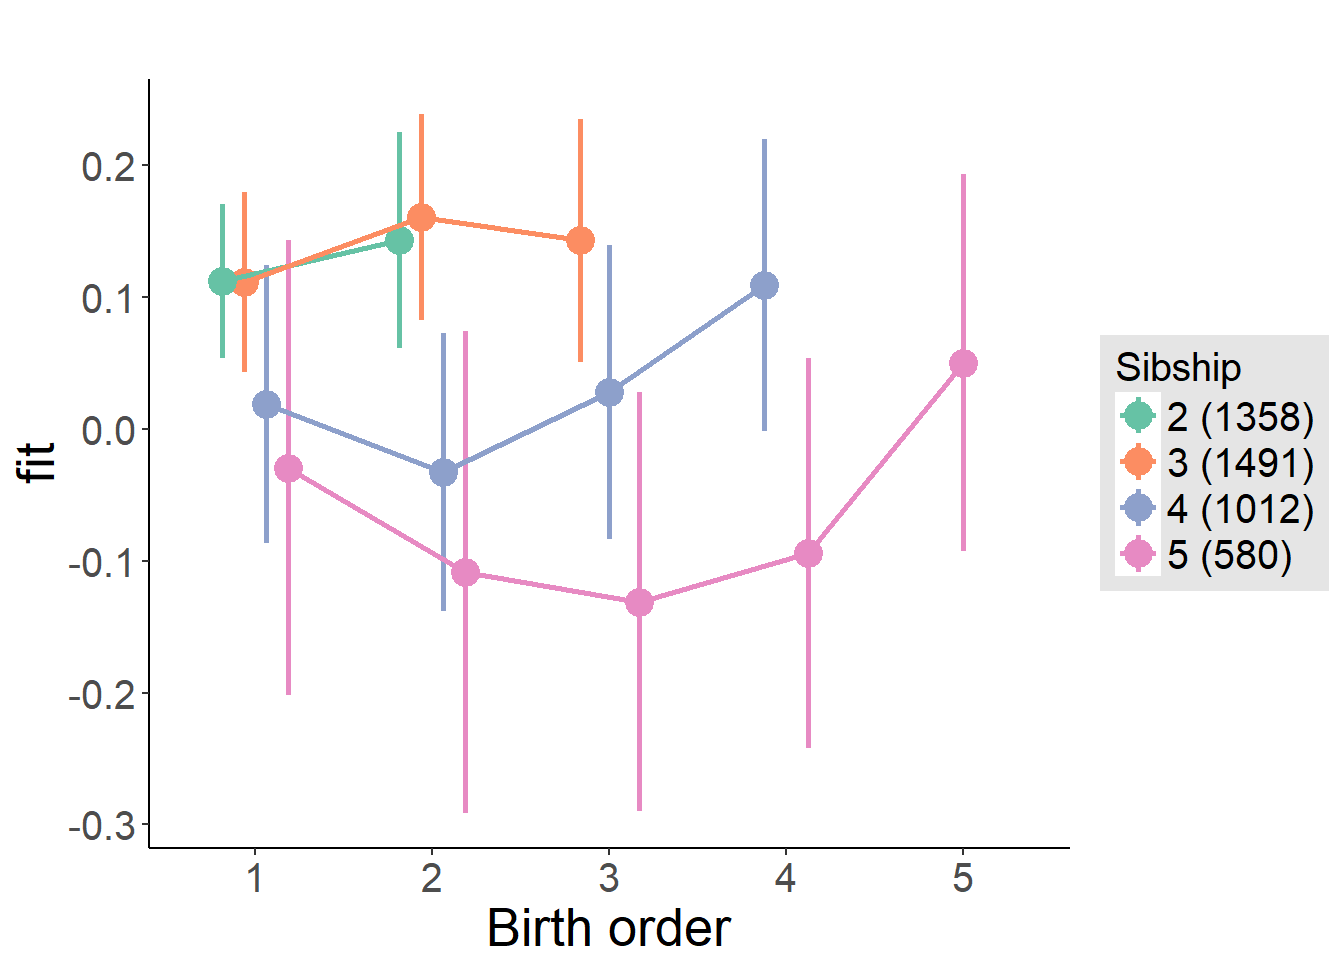 0.2
0.1
0.0
-0.1
-0.2
-0.3
fit
1 2 3 4 5
Birth order
Sibship
2 (1358)
3 (1491)
4 (1012)
5 (580)